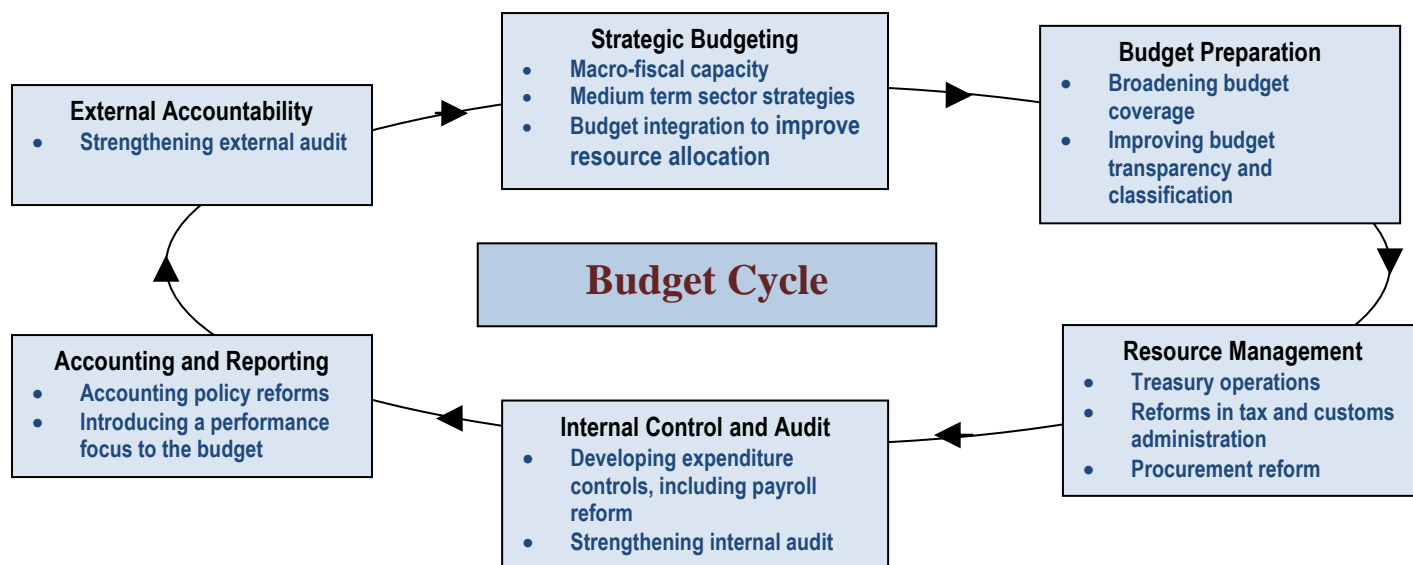 Strategic Budgeting
• Macro-fiscal capacity
• Medium term sector strategies
• Budget integration to improve
resource allocation
Budget Preparation
• Broadening budget
coverage
• Improving budget
transparency and
classification
External Accountability
• Strengthening external audit
Budget Cycle
Accounting and Reporting
• Accounting policy reforms
• Introducing a performance
focus to the budget
Internal Control and Audit
• Developing expenditure
controls, including payroll
reform
• Strengthening internal audit
Resource Management
• Treasury operations
• Reforms in tax and customs
administration
• Procurement reform